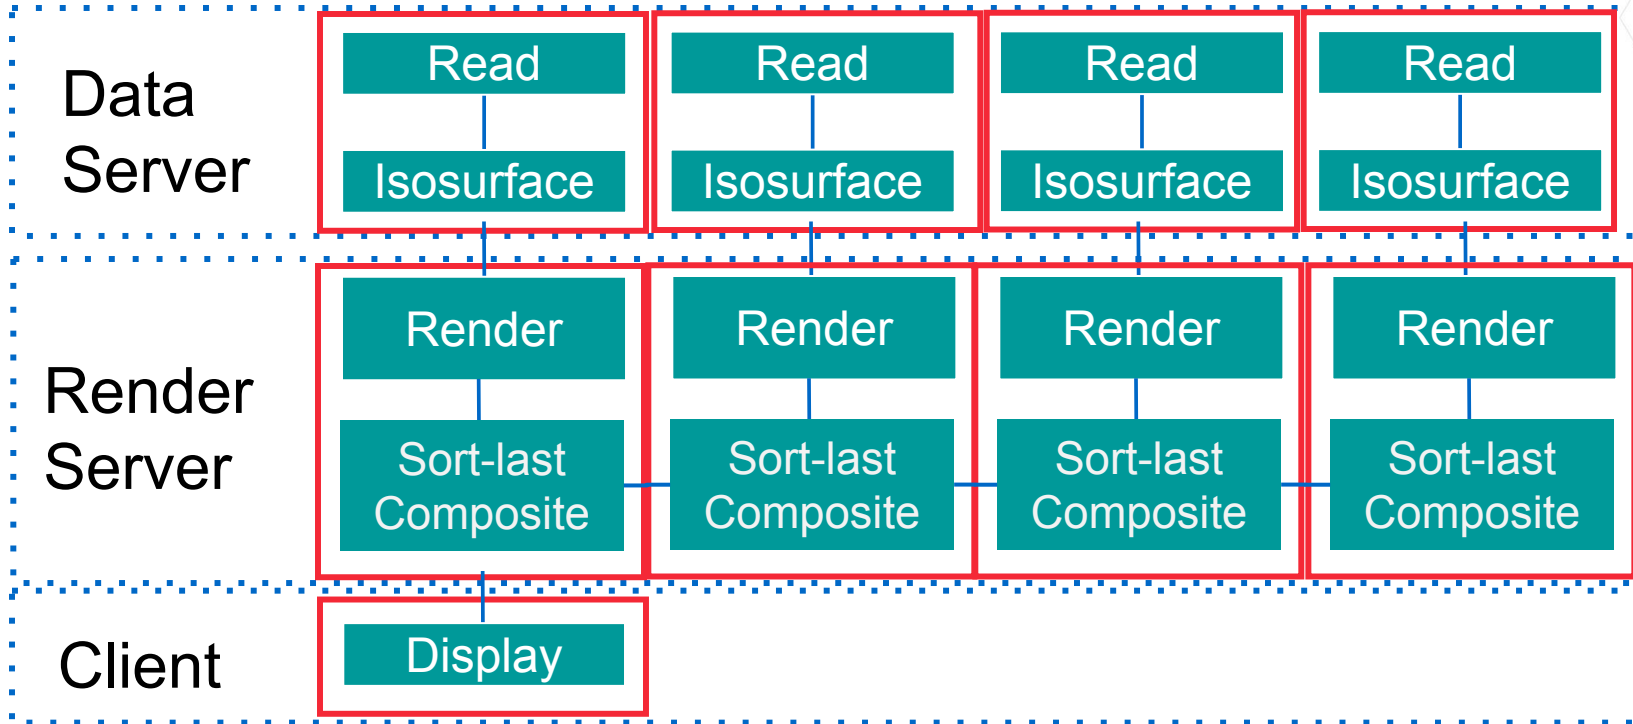 Data
Server
Read
Read
Read
Read
Isosurface
Isosurface
Isosurface
Isosurface
Render
Server
Render
Render
Render
Render
Sort-last
Composite
Sort-last
Composite
Sort-last
Composite
Sort-last
Composite
Client
Display